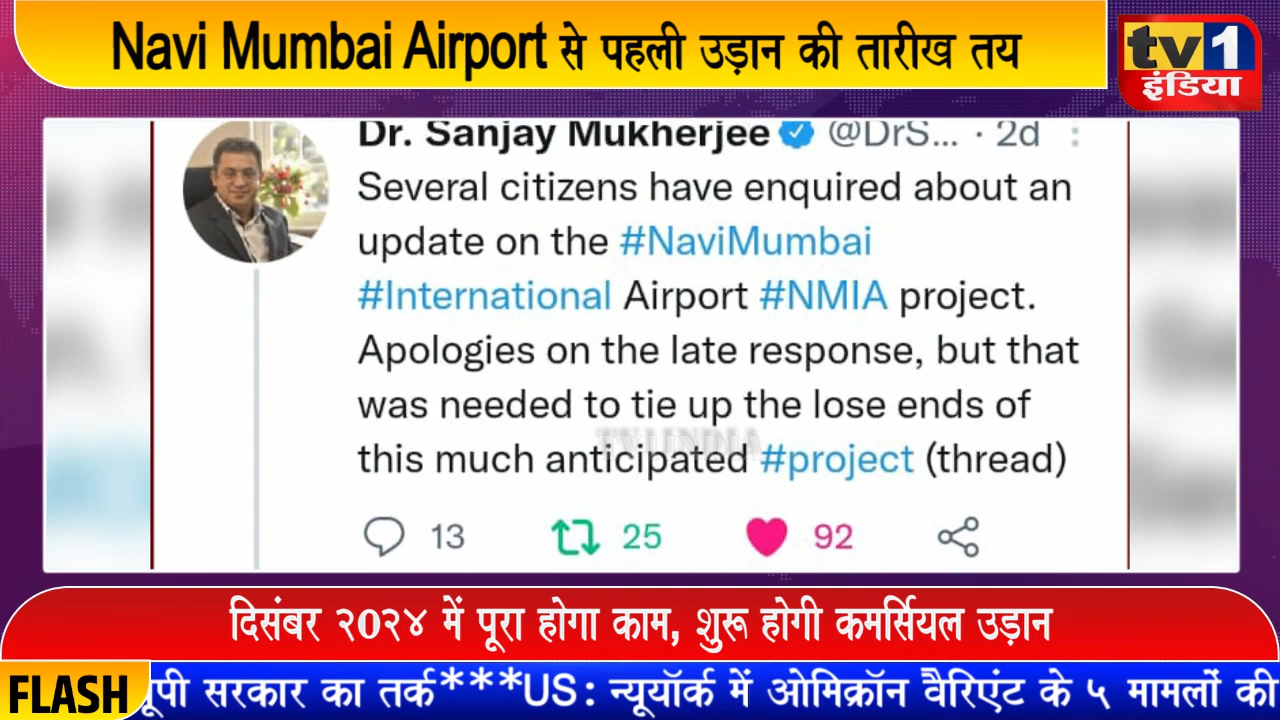 Navi Mumbai Airport से पहली उड़ान की तारीख तय
tv1
इंडिया
Dr. Sanjay Mukherjee @DrS... · 2d
Several citizens have enquired about an
update on the #NaviMumbai
#International Airport #NMIA project.
Apologies on the late response, but that
was needed to tie up the lose ends of
this much anticipated #project (thread)
TV1INDIA
13 25 92
दिसंबर २०२४ में पूरा होगा काम, शुरू होगी कमर्सियल उड़ान
FLASH यूपी सरकार का तर्क***US: न्यूयॉर्क में ओमिक्रॉन वैरिएंट के ५ मामलों की